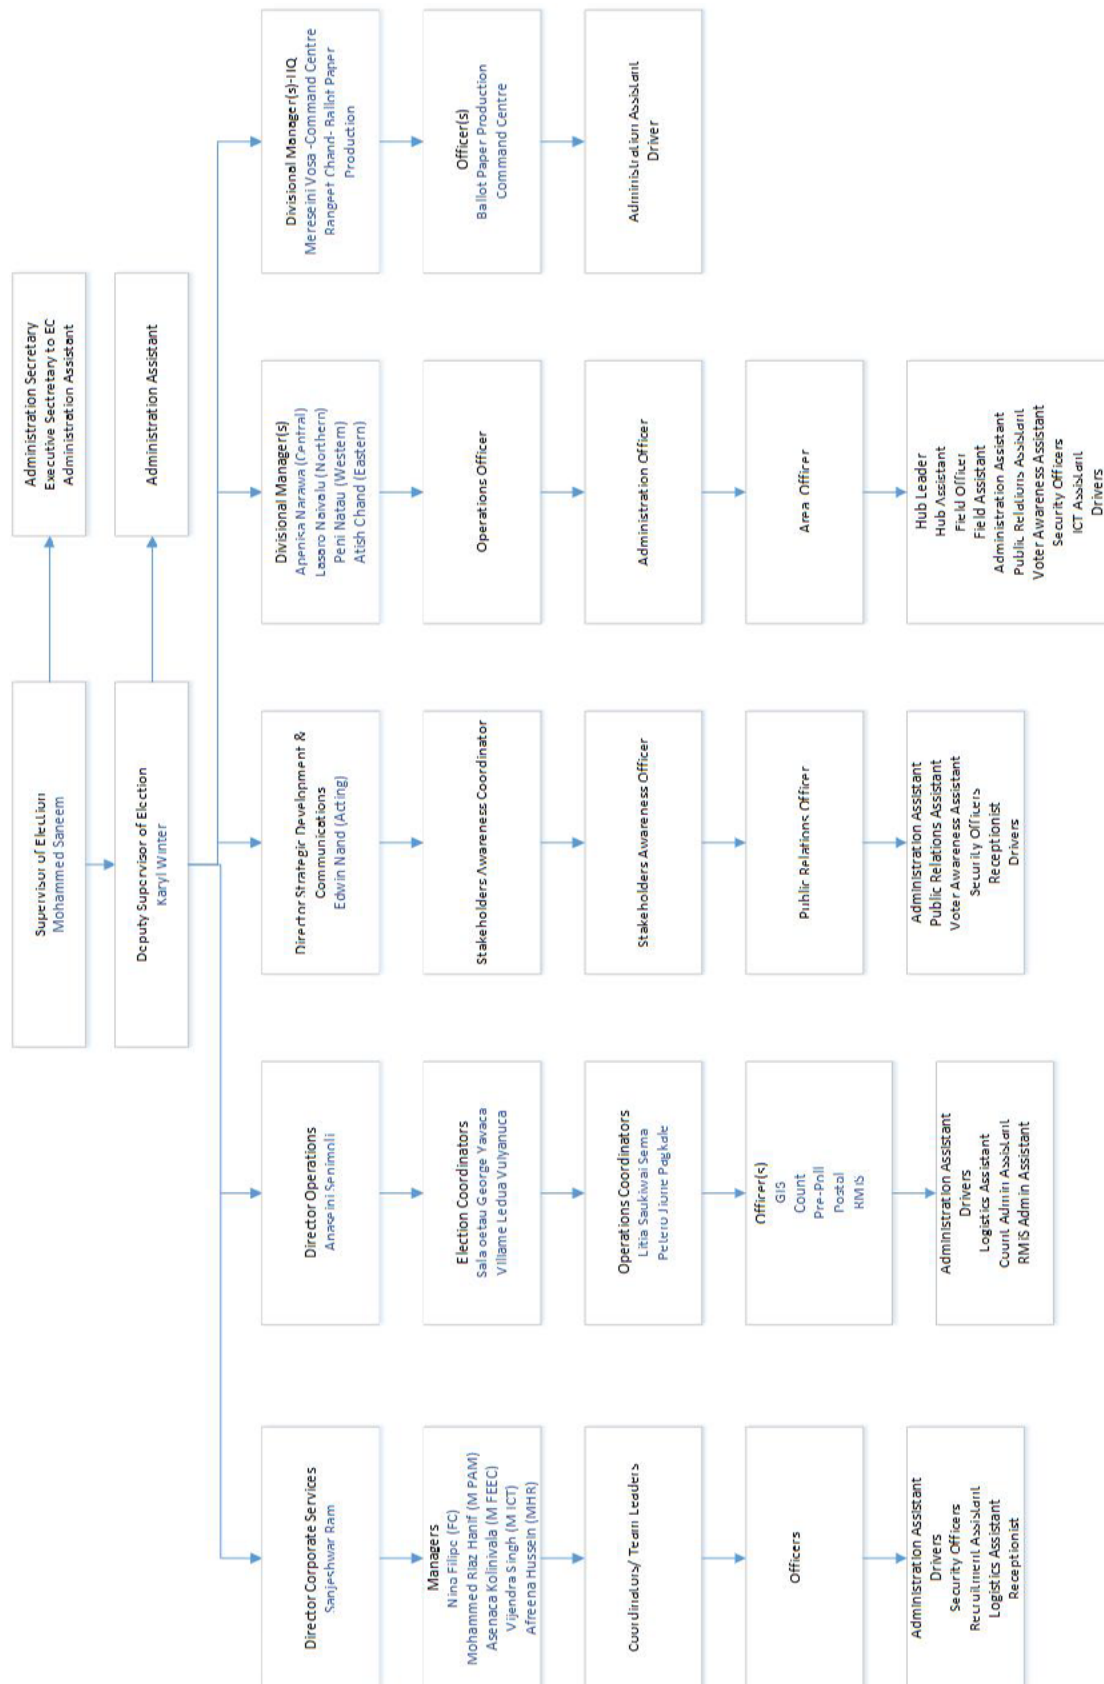 Supervisor of Election
Mohammed Saneem
Administration Secretary
Executive Sectretary to EC
Administration Assistant
Deputy Supervisor of Election
Karyl Winter
Administration Assistant
Director Corporate Services
Sanjeshwar Ram
Managers
Nino Filipe (FC)
Mohammed Riaz Hanif (M PAM)
Asenaca Kolinivala (M FEEC)
Vijendra Singh (M ICT)
Afreena Hussein (MHR)
Coordinators/ Team Leaders
Officers
Administration Assistant
Drivers
Security Officers
Recruitment Assistant
Logistics Assistant
Receptionist
Director Operations
Anaseini Senimoli
Election Coordinators
George Yavaca
Villiame Ledua Vuiyanuca
Operations Coordinators
Litia Saukiwai Sema
Officer(s)
GIS
Count
Pre-Poll
Postal
RMIS
Administration Assistant
Drivers
Logistics Assistant
Count Admin Assistant
RMIS Admin Assistant
Director Strategic Development &
Communications
Edwin Nand (Acting)
Stakeholders Awareness Coordinator
Stakeholders Awareness Officer
Public Relations Officer
Administration Assistant
Public Relations Assistant
Voter Awareness Assistant
Security Officers
Receptionist
Drivers
Divisional Manager(s)
Apenisa Narawa (Central)
Lasaro Naivalu (Northern)
Peni Natau (Western)
Atish Chand (Eastern)
Operations Officer
Administration Officer
Area Officer
Hub Leader
Hub Assistant
Field Officer
Field Assistant
Administration Assistant
Public Relations Assistant
Voter Awareness Assistant
Security Officers
ICT Assistant
Drivers
Divisional Manager(s)-HQ
Mereseini Vosa -Command Centre
Rangeet Chand- Ballot Paper
Production
Officer(s)
Ballot Paper Production
Command Centre
Administration Assistant
Driver